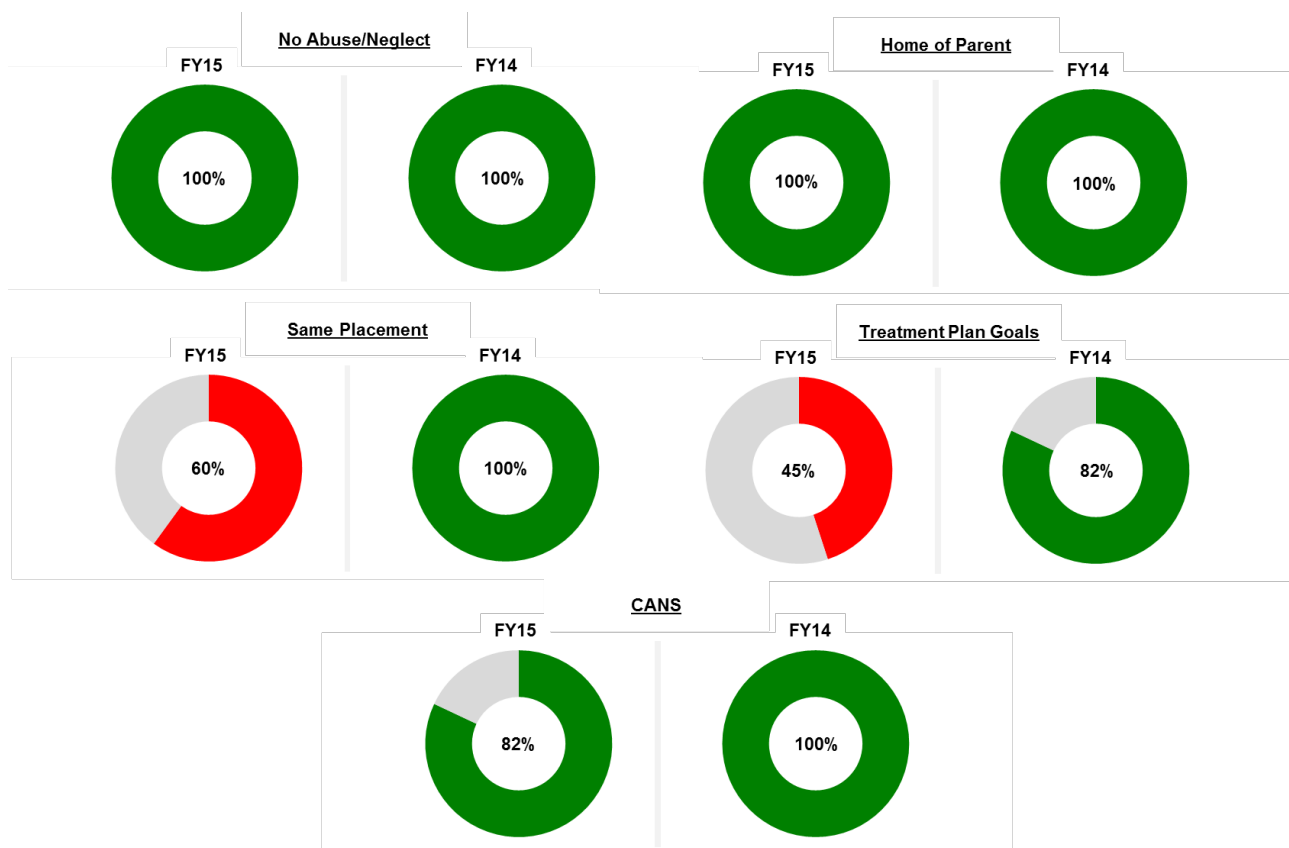 No Abuse/Neglect
FY15
FY14
100%
100%
Home of Parent
FY15
FY14
100%
100%
Same Placement
FY15
FY14
60%
100%
Treatment Plan Goals
FY15
FY14
45%
82%
CANS
FY15
FY14
82%
100%